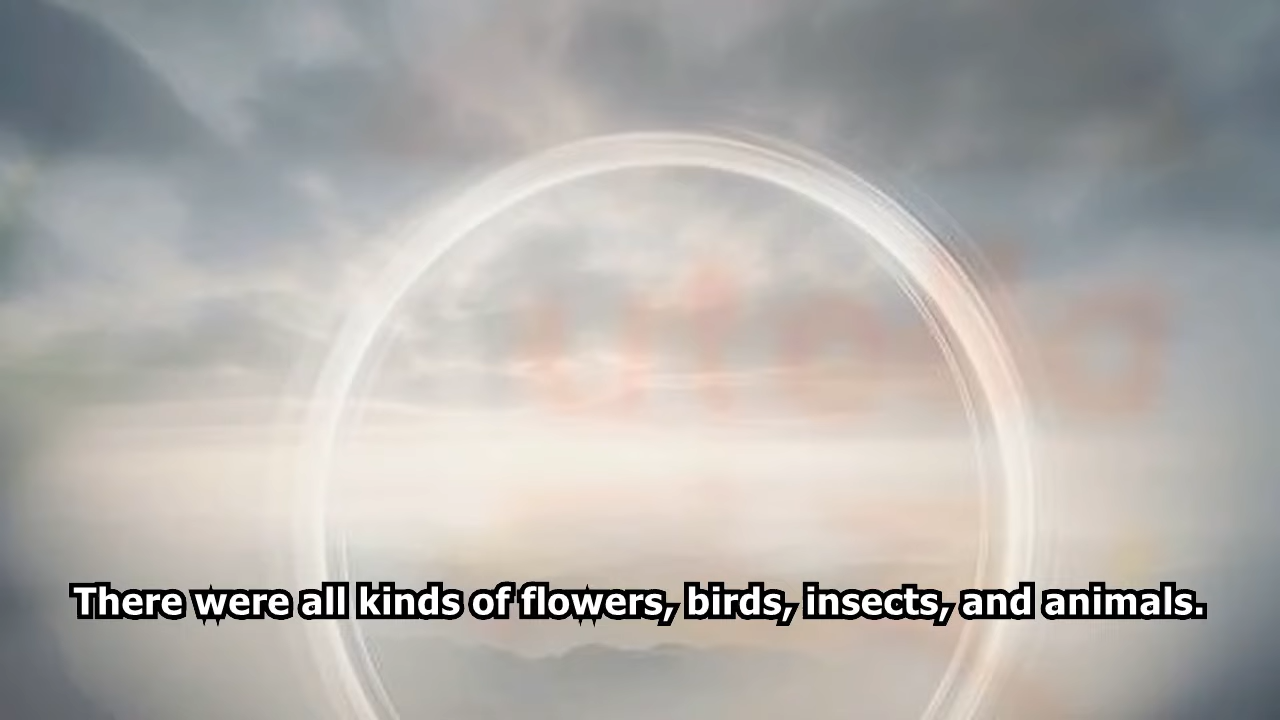 There were all kinds of flowers, birds, insects, and animals.